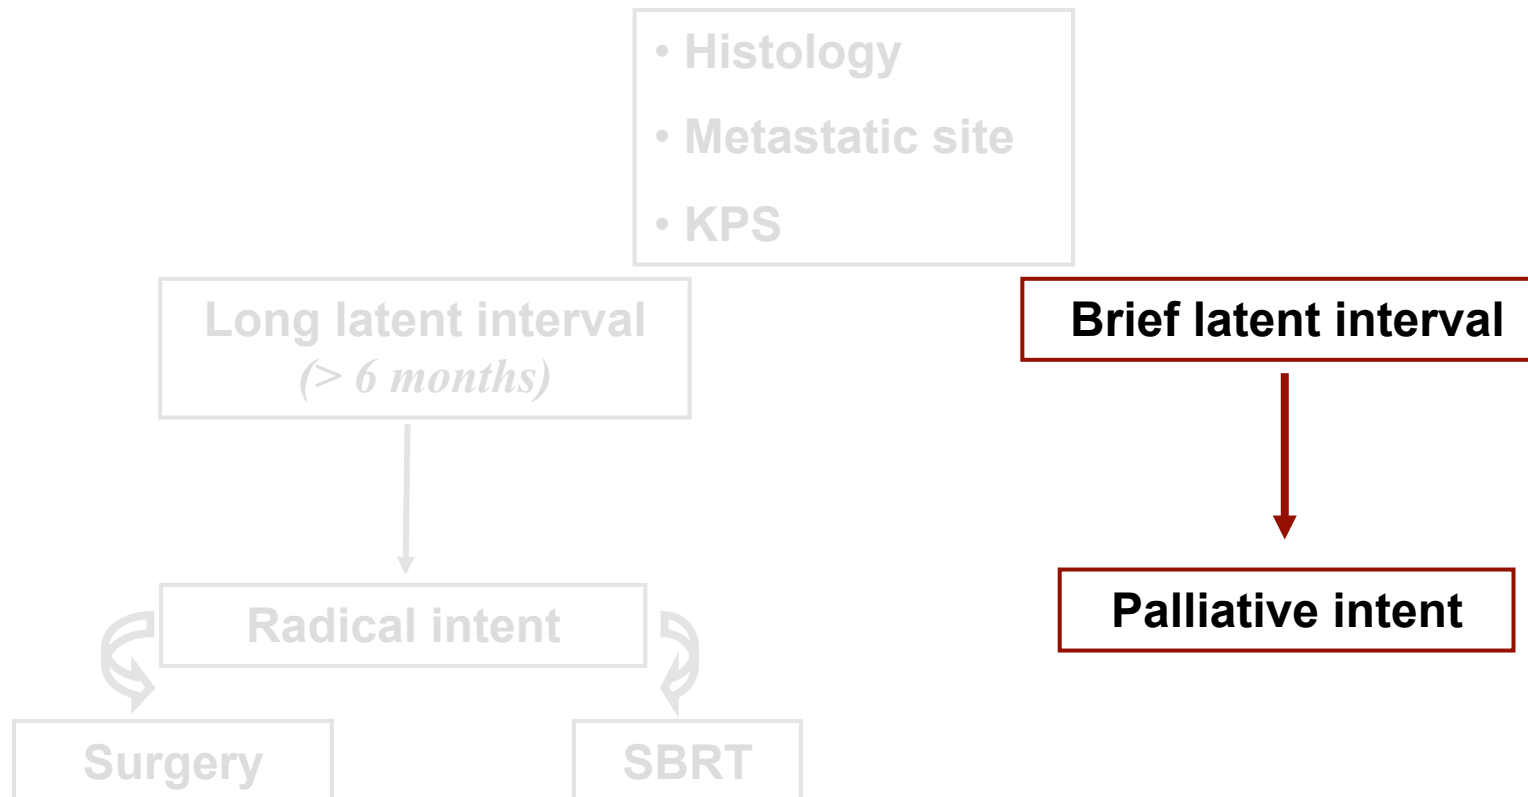 • Histology
• Metastatic site
• KPS
Long latent interval
(> 6 months)
Brief latent interval
Radical intent
Palliative intent
Surgery
SBRT